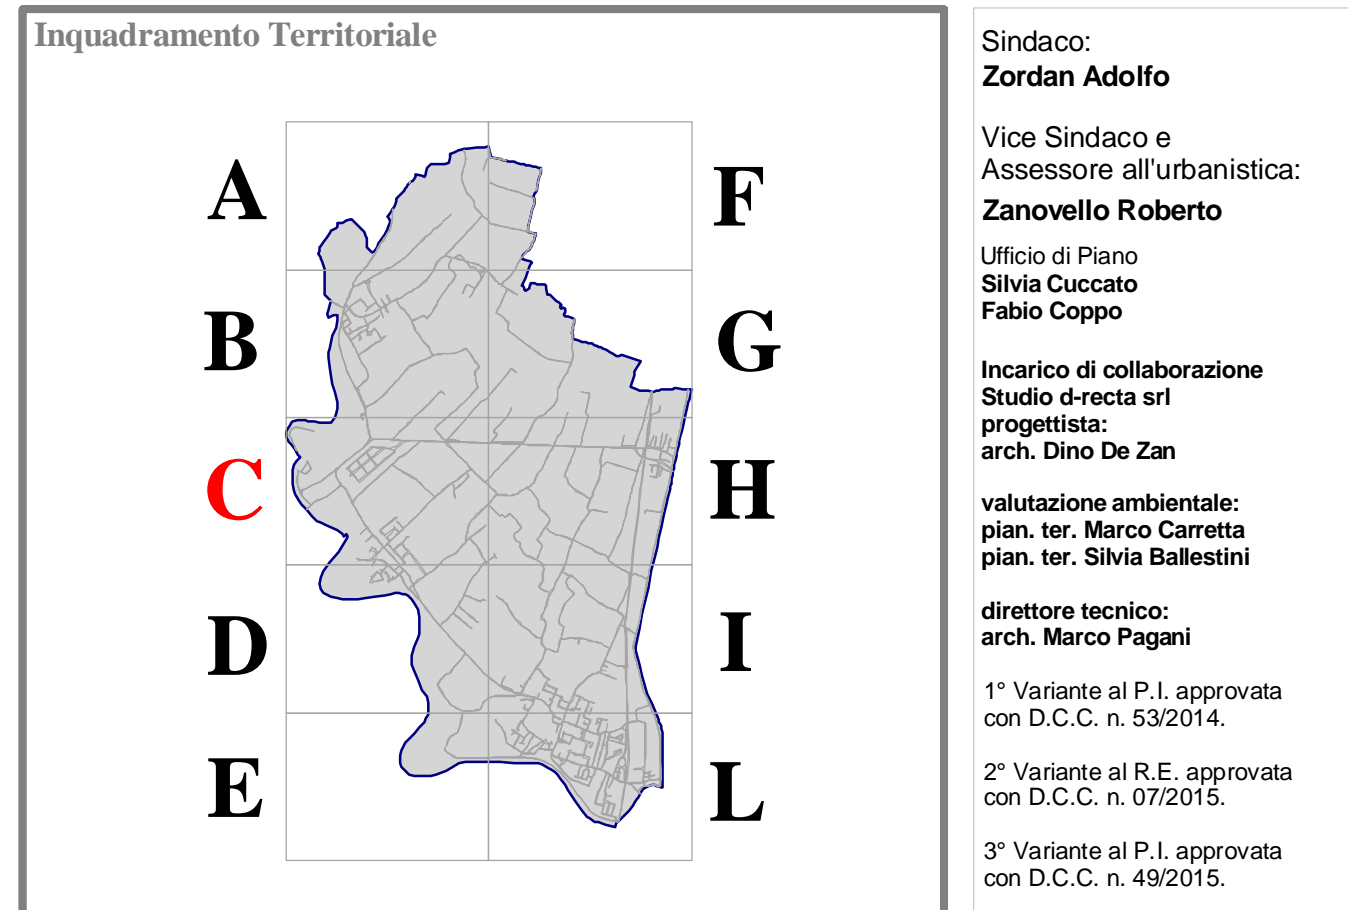 Inquadramento Territoriale
A
F
B
G
C
H
D
I
E
L
Sindaco:
Zordan Adolfo
Vice Sindaco e
Assessore all'urbanistica:
Zanovello Roberto
Ufficio di Piano
Silvia Cuccato
Fabio Coppo
Incarico di collaborazione
Studio d-recta srl
progettista:
arch. Dino De Zan
valutazione ambientale:
pian. ter. Marco Carretta
pian. ter. Silvia Ballestini
direttore tecnico:
arch. Marco Pagani
1° Variante al P.I. approvata
con D.C.C. n. 53/2014.
2° Variante al R.E. approvata
con D.C.C. n. 07/2015.
3° Variante al P.I. approvata
con D.C.C. n. 49/2015.